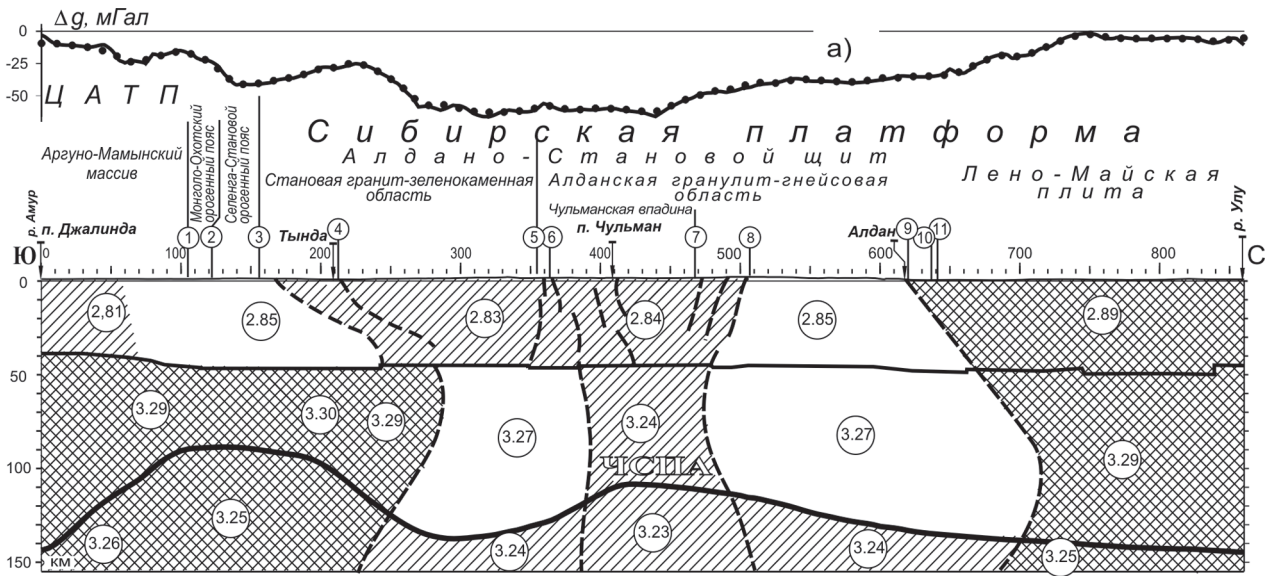 Δg, мГал
0
-25
-50
а)
ЦАТП
Сибирская платформа
Алдано-Становой щит
Аргуно-Мамынский
массив
Монголо-Охотский
орогенный пояс
Селенга-Становой
орогенный пояс
Становая гранит-зеленокаменная
область
Алданская гранулит-гнейсовая
область
Лено-Майская
плита
Чульманская впадина
р. Амур
п. Джалинда
Тында
п. Чульман
Алдан
р. Улу
1 2 3 4 5 6 7 8 9 10 11
Ю 0 100 200 300 400 500 600 700 800 С
0
50
100
150
км
2,81 2.85 2.83 2.84 2.85 2.89
3.29 3.30 3.29 3.27 3.24 3.27 3.29
ЧСПА
3.26 3.25 3.24 3.23 3.24 3.25